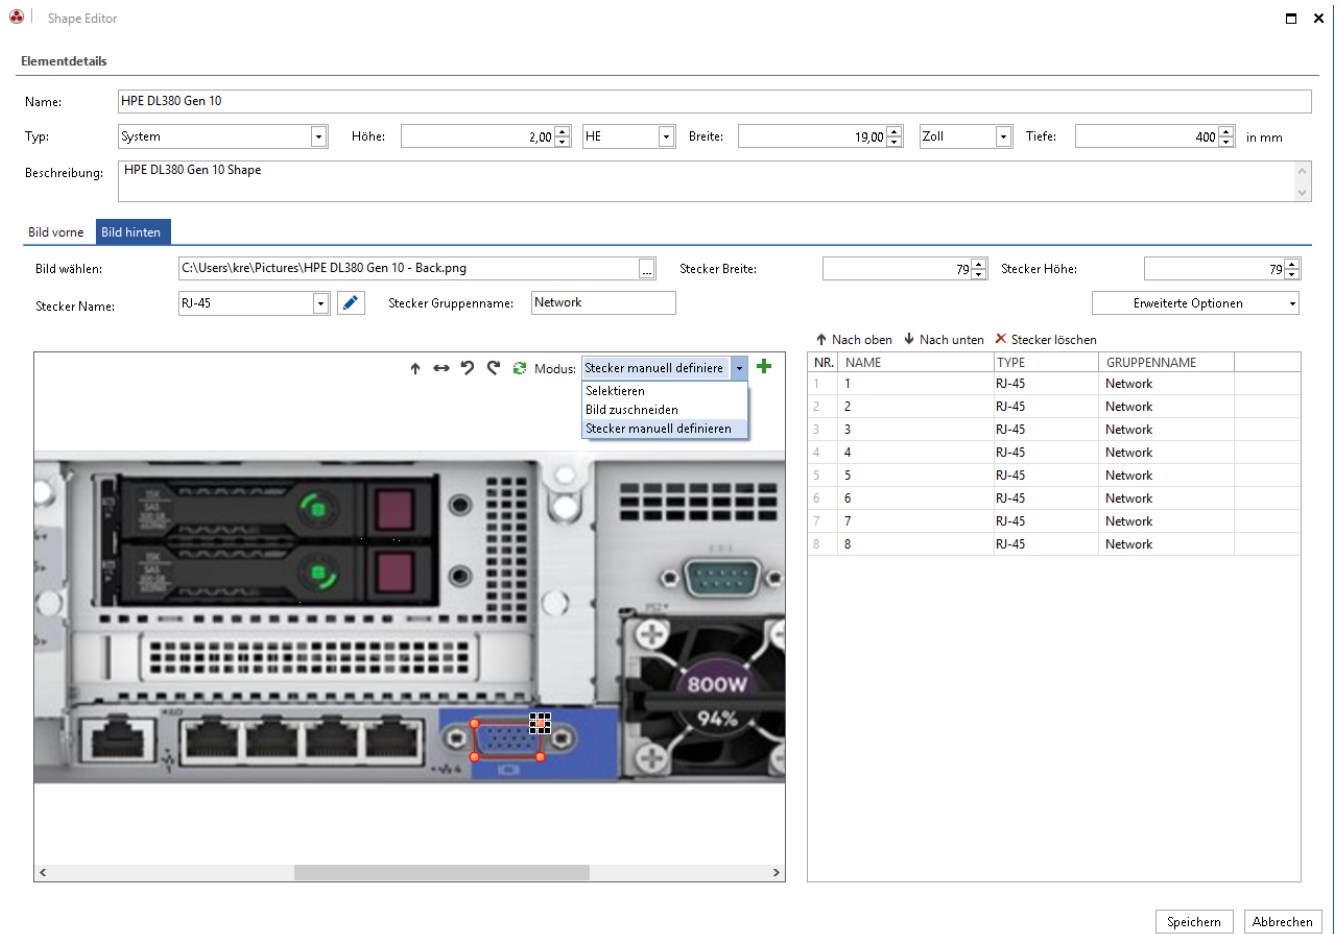 Shape Editor
Elementdetails
Name: HPE DL380 Gen 10
Typ: System Höhe: 2,00 HE Breite: 19,00 Zoll Tiefe: 400 in mm
Beschreibung: HPE DL380 Gen 10 Shape
Bild vorne Bild hinten
Bild wählen: C:\Users\kre\Pictures\HPE DL380 Gen 10 - Back.png ... Stecker Breite: 79 Stecker Höhe: 79
Stecker Name: RJ-45 Stecker Gruppenname: Network Erweiterte Optionen
Nach oben Nach unten Stecker löschen
Modus: Stecker manuell definiere
Selektieren
Bild zuschneiden
Stecker manuell definieren
800W
94%
NR. NAME TYPE GRUPPENNAME
1 1 RJ-45 Network
2 2 RJ-45 Network
3 3 RJ-45 Network
4 4 RJ-45 Network
5 5 RJ-45 Network
6 6 RJ-45 Network
7 7 RJ-45 Network
8 8 RJ-45 Network
Speichern Abbrechen